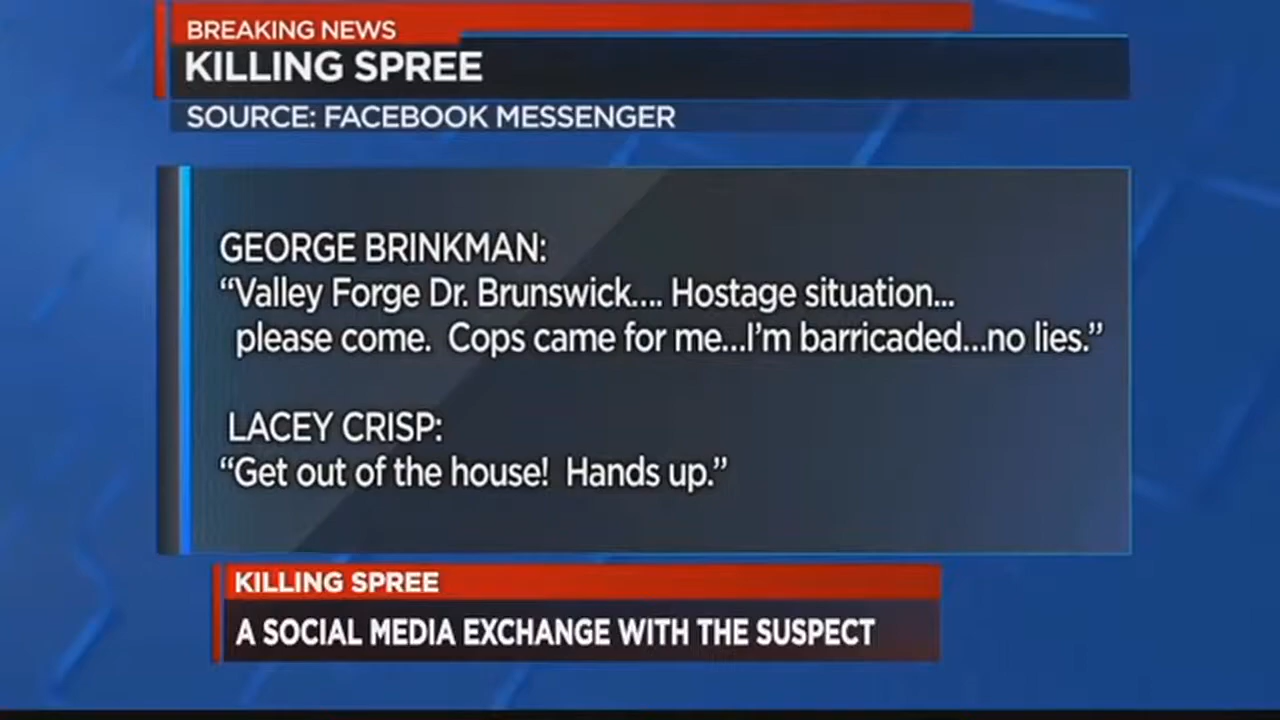 BREAKING NEWS
KILLING SPREE
SOURCE: FACEBOOK MESSENGER
GEORGE BRINKMAN:
“Valley Forge Dr. Brunswick.... Hostage situation...
please come.  Cops came for me...I’m barricaded...no lies.”
LACEY CRISP:
“Get out of the house!  Hands up.”
KILLING SPREE
A SOCIAL MEDIA EXCHANGE WITH THE SUSPECT